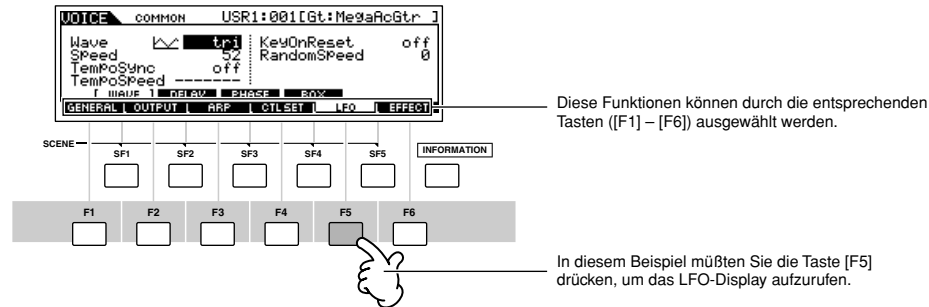 VOICE COMMON USR1:001[Gt:MegaAcGtr ]
Wave tri KeyOnReset off
Speed 52 RandomSpeed 0
TempoSync off
TempoSpeed -------
[ WAVE ] DELAY PHASE BOX
GENERAL OUTPUT ARP CTLSET LFO EFFECT
Diese Funktionen können durch die entsprechenden
Tasten ([F1] – [F6]) ausgewählt werden.
SCENE
SF1 SF2 SF3 SF4 SF5 INFORMATION
F1 F2 F3 F4 F5 F6
In diesem Beispiel müßten Sie die Taste [F5]
drücken, um das LFO-Display aufzurufen.